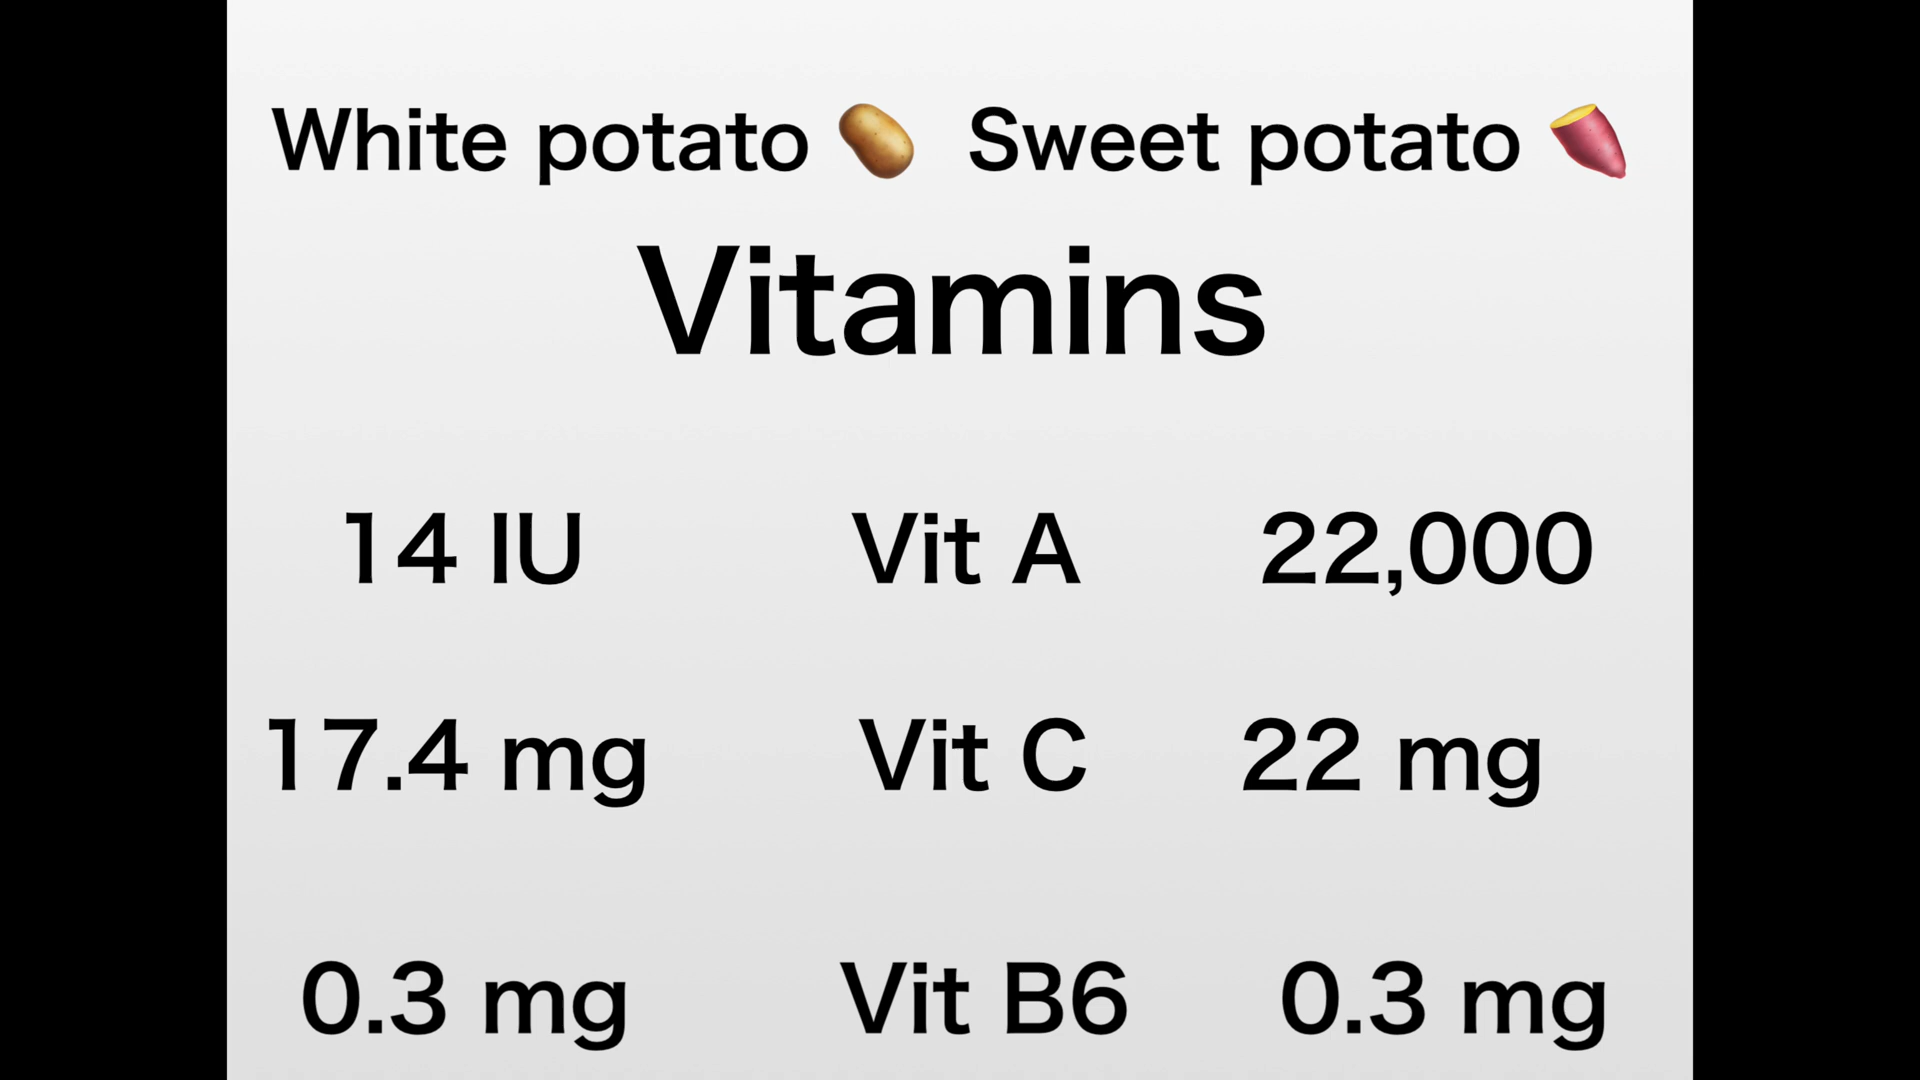 White potato 🥔 Sweet potato 🍠
Vitamins
14 IU Vit A 22,000
17.4 mg Vit C 22 mg
0.3 mg Vit B6 0.3 mg